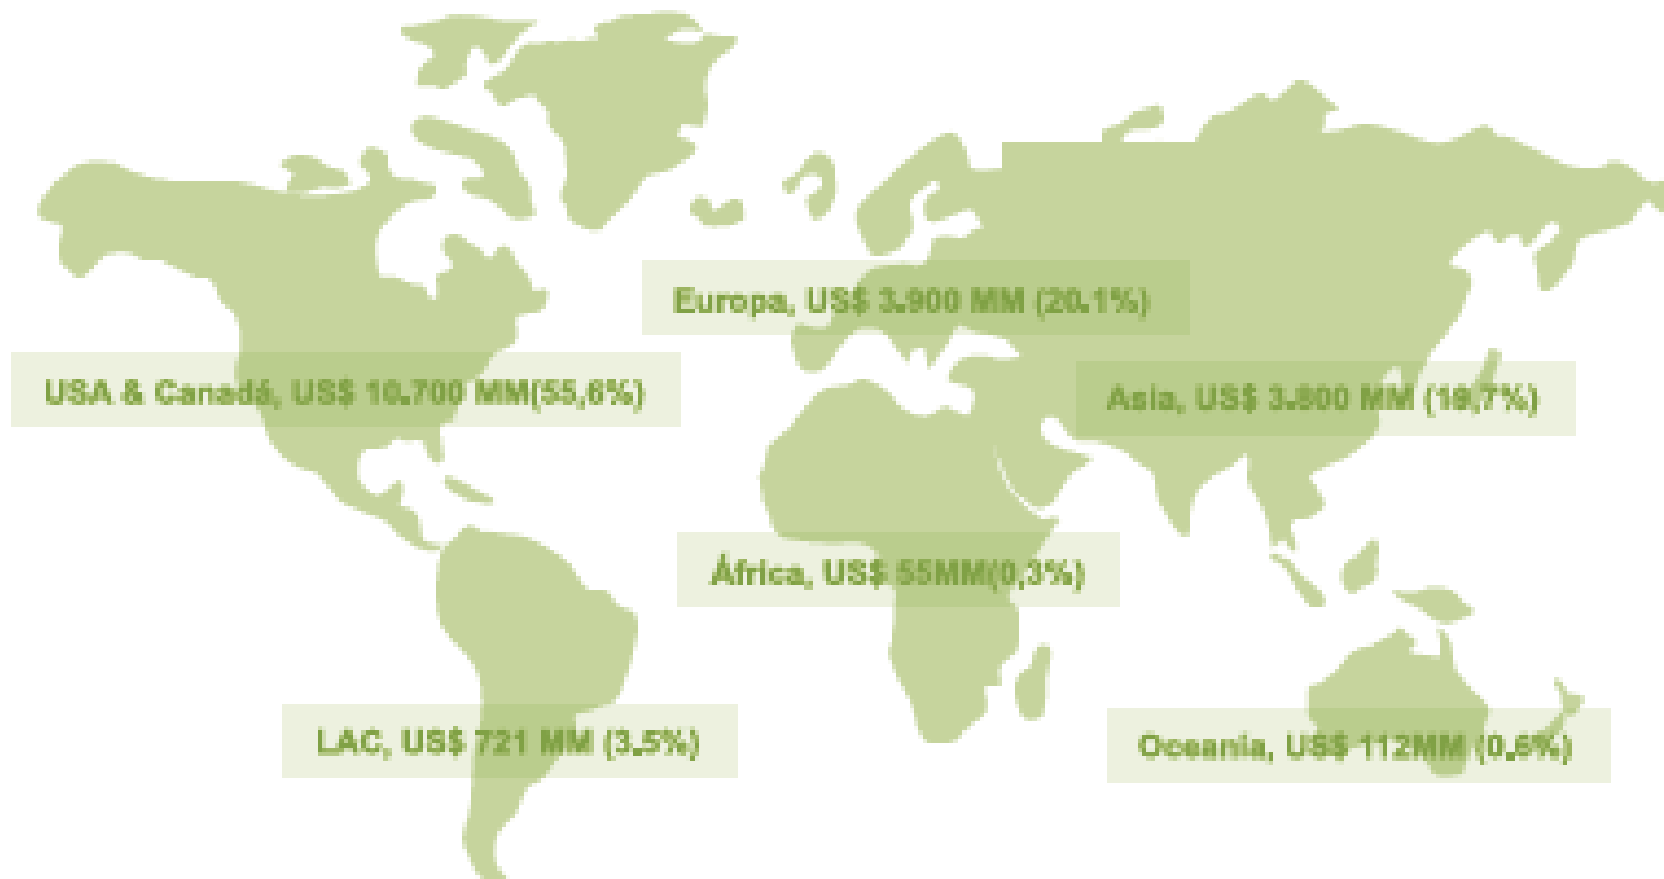 Europa, US$ 3.900 MM (20.1%)
USA & Canadá, US$ 10.700 MM(55,6%)
Asia, US$ 3.800 MM (19,7%)
África, US$ 55MM(0,3%)
LAC, US$ 721 MM (3.5%)
Oceania, US$ 112MM (0,6%)